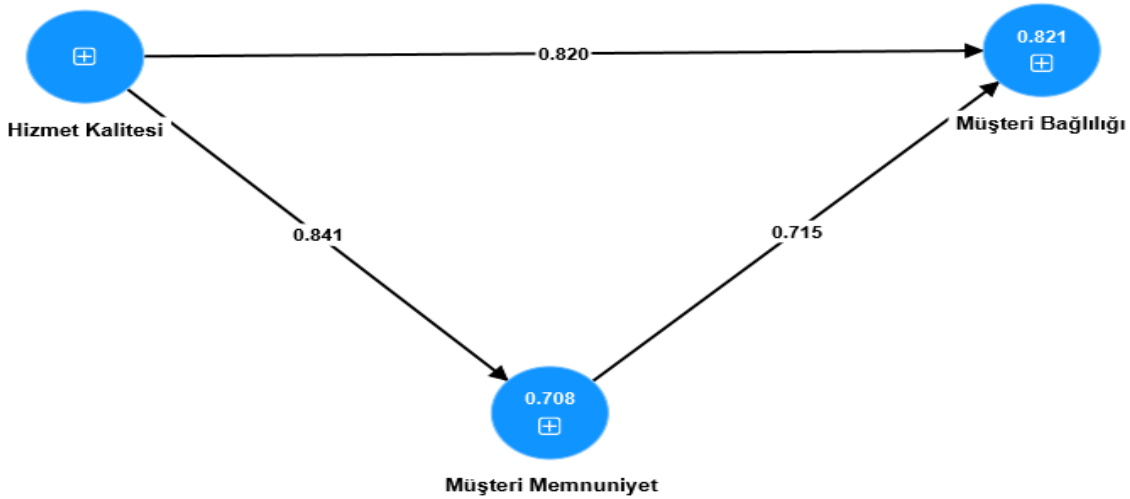 0.821
0.820
Hizmet Kalitesi
Müşteri Bağlılığı
0.841
0.715
0.708
Müşteri Memnuniyet